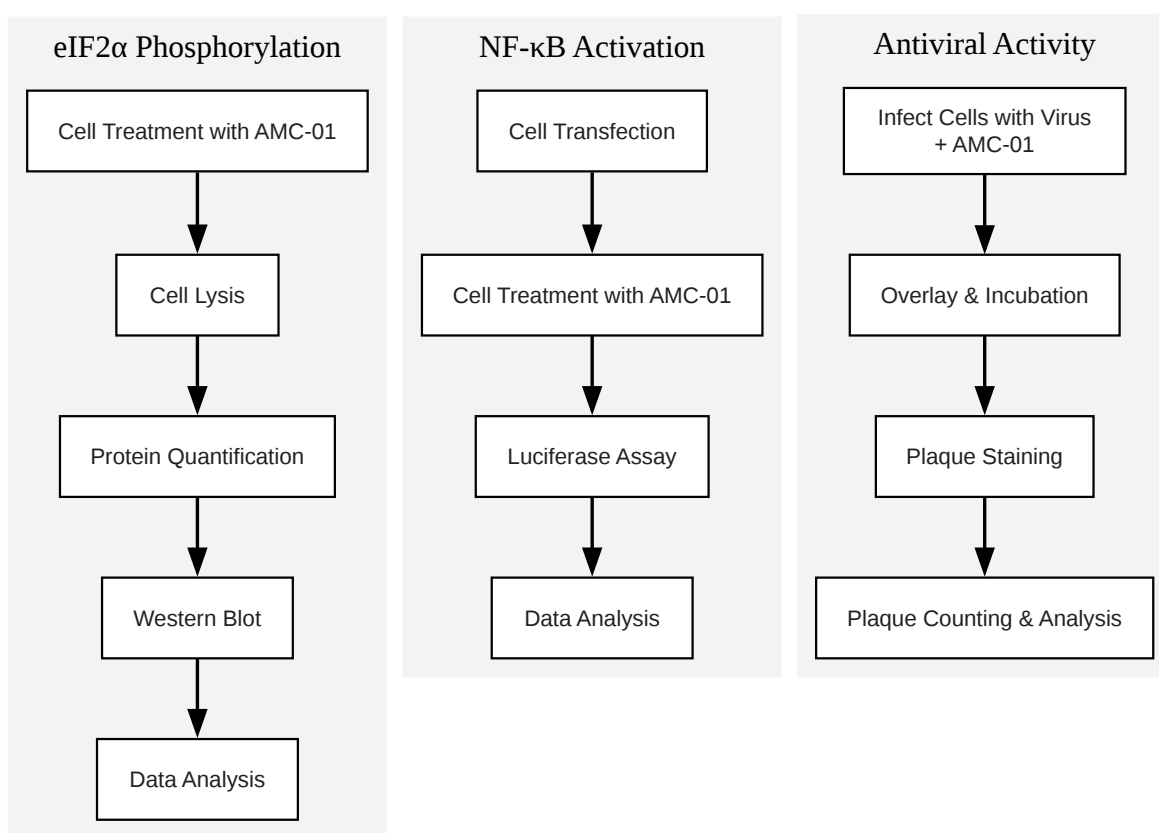 eIF2α Phosphorylation
Cell Treatment with AMC-01
Cell Lysis
Protein Quantification
Western Blot
Data Analysis
NF-κB Activation
Cell Transfection
Cell Treatment with AMC-01
Luciferase Assay
Data Analysis
Antiviral Activity
Infect Cells with Virus
+ AMC-01
Overlay & Incubation
Plaque Staining
Plaque Counting & Analysis